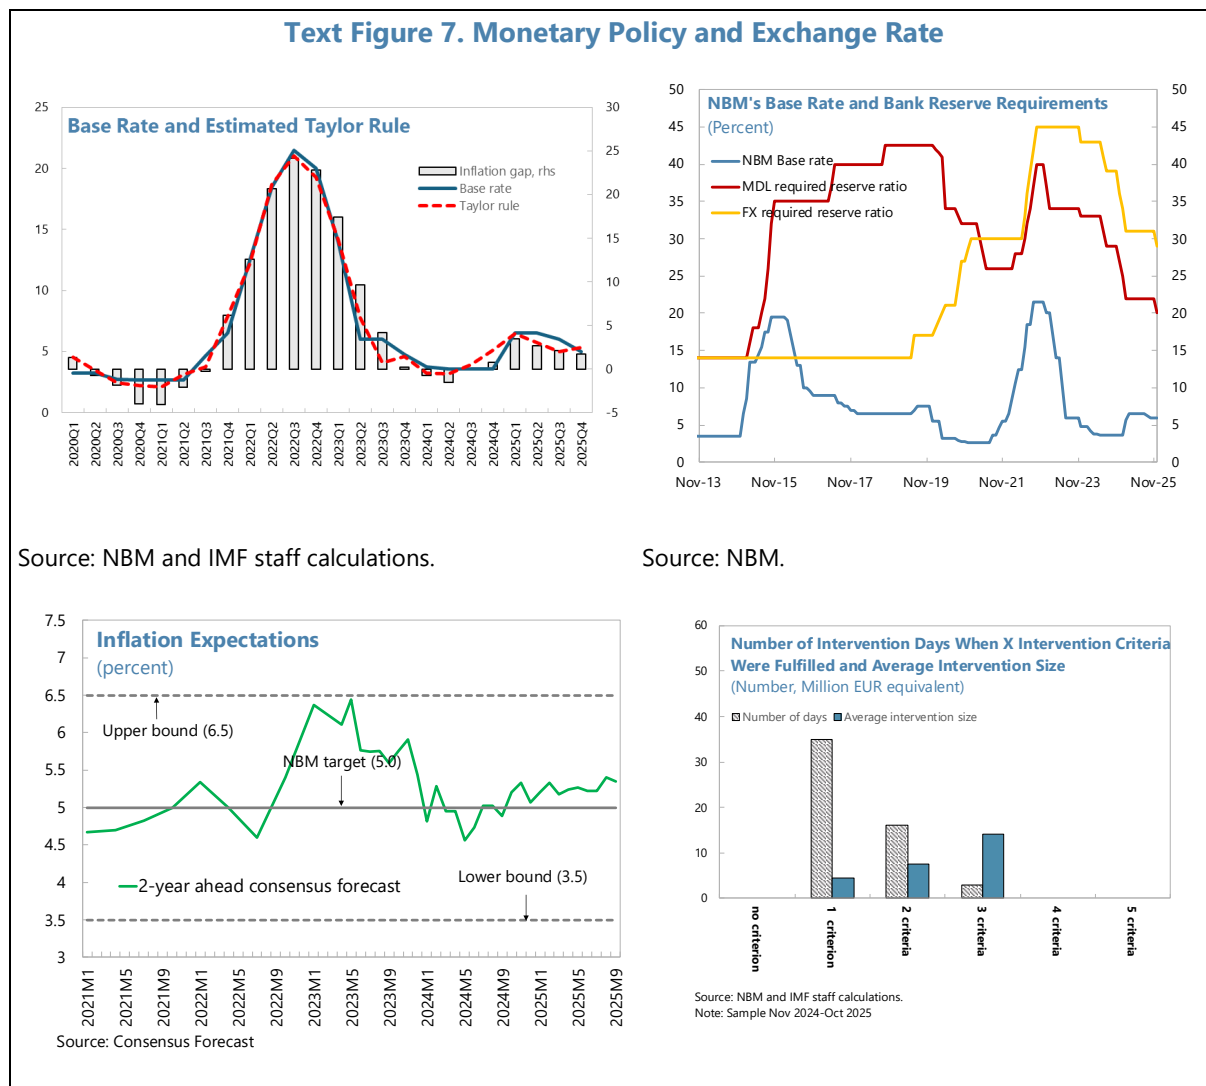 Text Figure 7. Monetary Policy and Exchange Rate
Base Rate and Estimated Taylor Rule
25
20
15
10
5
0
30
25
20
15
10
5
0
-5
Inflation gap, rhs
Base rate
Taylor rule
2020Q1
2020Q2
2020Q3
2020Q4
2021Q1
2021Q2
2021Q3
2021Q4
2022Q1
2022Q2
2022Q3
2022Q4
2023Q1
2023Q2
2023Q3
2023Q4
2024Q1
2024Q2
2024Q3
2024Q4
2025Q1
2025Q2
2025Q3
2025Q4
Source: NBM and IMF staff calculations.
NBM's Base Rate and Bank Reserve Requirements
(Percent)
50
45
40
35
30
25
20
15
10
5
0
50
45
40
35
30
25
20
15
10
5
0
NBM Base rate
MDL required reserve ratio
FX required reserve ratio
Nov-13
Nov-15
Nov-17
Nov-19
Nov-21
Nov-23
Nov-25
Source: NBM.
Inflation Expectations
(percent)
7.5
7
6.5
6
5.5
5
4.5
4
3.5
3
Upper bound (6.5)
NBM target (5.0)
Lower bound (3.5)
2-year ahead consensus forecast
2021M1
2021M5
2021M9
2022M1
2022M5
2022M9
2023M1
2023M5
2023M9
2024M1
2024M5
2024M9
2025M1
2025M5
2025M9
Source: Consensus Forecast
Number of Intervention Days When X Intervention Criteria
Were Fulfilled and Average Intervention Size
(Number, Million EUR equivalent)
60
50
40
30
20
10
0
Number of days
Average intervention size
no criterion
1 criterion
2 criteria
3 criteria
4 criteria
5 criteria
Source: NBM and IMF staff calculations.
Note: Sample Nov 2024-Oct 2025